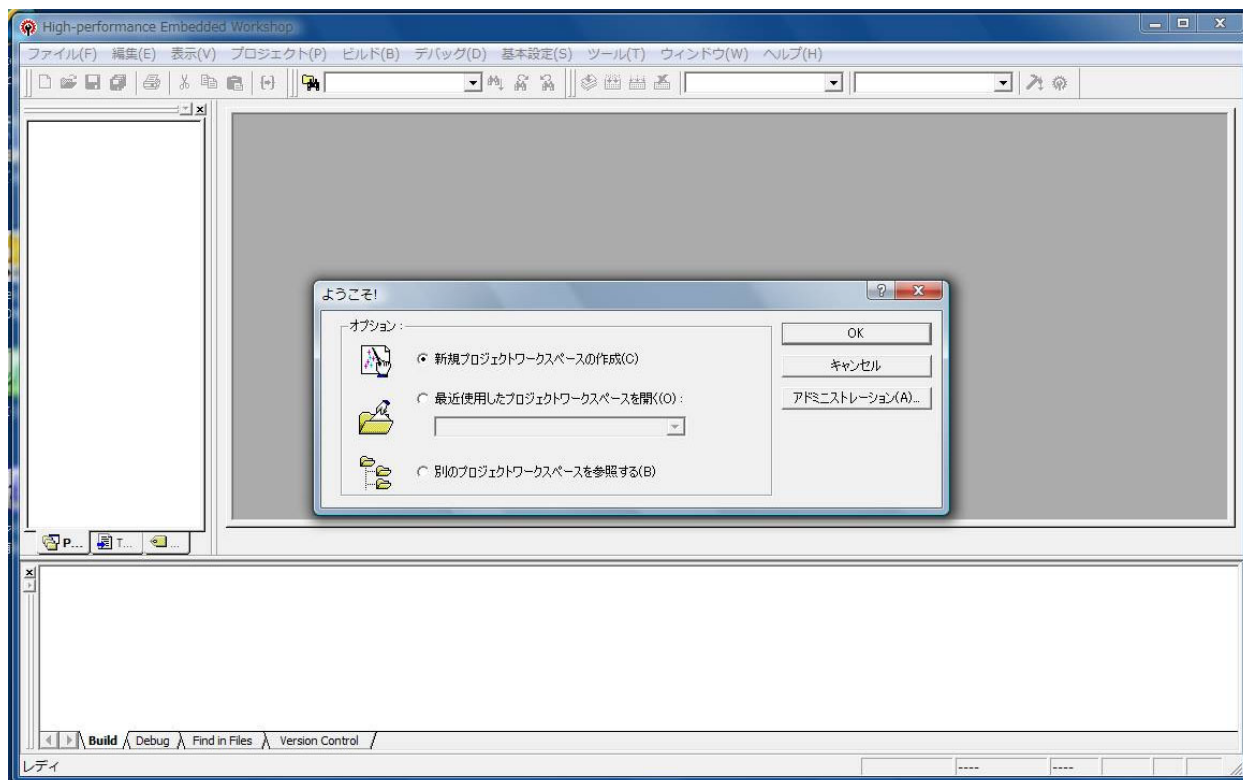 High-performance Embedded Workshop
ファイル(F) 編集(E) 表示(V) プロジェクト(P) ビルド(B) デバッグ(D) 基本設定(S) ツール(T) ウィンドウ(W) ヘルプ(H)
ようこそ!
オプション :
新規プロジェクトワークスペースの作成(C)
最近使用したプロジェクトワークスペースを開く(O) :
別のプロジェクトワークスペースを参照する(B)
OK
キャンセル
アドミニストレーション(A)...
P... T... ...
Build Debug Find in Files Version Control
レディ
---- ----